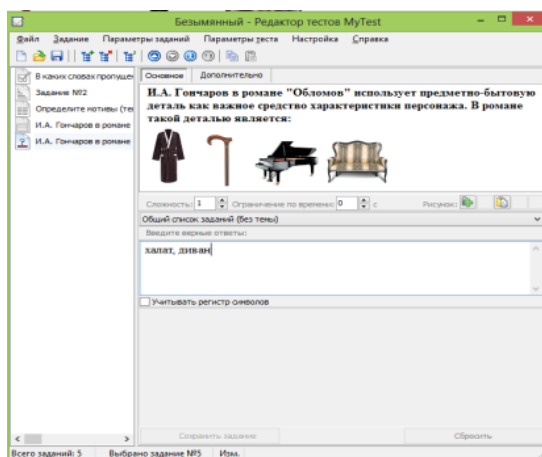 Безымянный - Редактор тестов MyTest
Файл Задание Параметры заданий Параметры теста Настройка Справка
В каких словах пропущен
Задание №2
Определите мотивы (тем
И.А. Гончаров в романе
И.А. Гончаров в романе
Основное Дополнительно
И.А. Гончаров в романе "Обломов" использует предметно-бытовую
деталь как важное средство характеристики персонажа. В романе
такой деталью является:
Сложность: 1 Ограничение по времени: 0 с Рисунок:
Общий список заданий (без темы)
Введите верные ответы:
халат, диван
Учитывать регистр символов
Сохранить задание Сбросить
Всего заданий: 5 Выбрано задание №5 Изм.